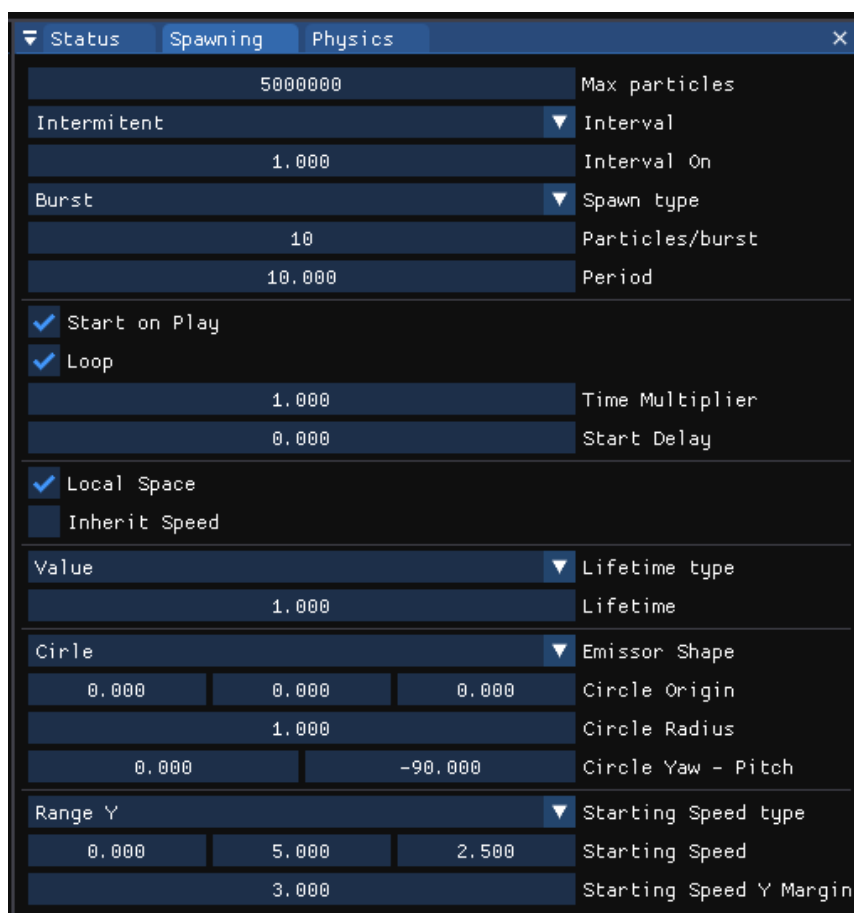 Status Spawning Physics
5000000 Max particles
Intermitent Interval
1.000 Interval On
Burst Spawn type
10 Particles/burst
10.000 Period
Start on Play
Loop
1.000 Time Multiplier
0.000 Start Delay
Local Space
Inherit Speed
Value Lifetime type
1.000 Lifetime
Cirle Emissor Shape
0.000 0.000 0.000 Circle Origin
1.000 Circle Radius
0.000 -90.000 Circle Yaw - Pitch
Range Y Starting Speed type
0.000 5.000 2.500 Starting Speed
3.000 Starting Speed Y Margin